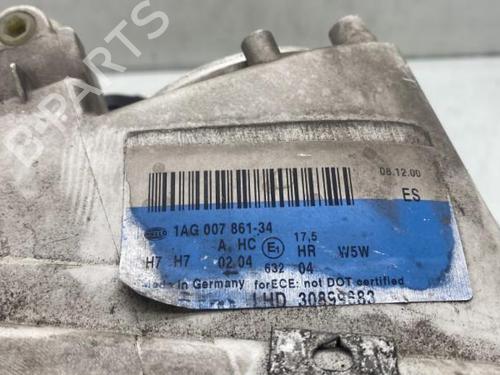 B-PARTS
08.12.00
ES
HELLA 1AG 007 861-34 17,5
A, HC E1 HR W5W
H7 H7 02.04 632 04
Made in Germany for ECE: not DOT certified
LHD 30899683